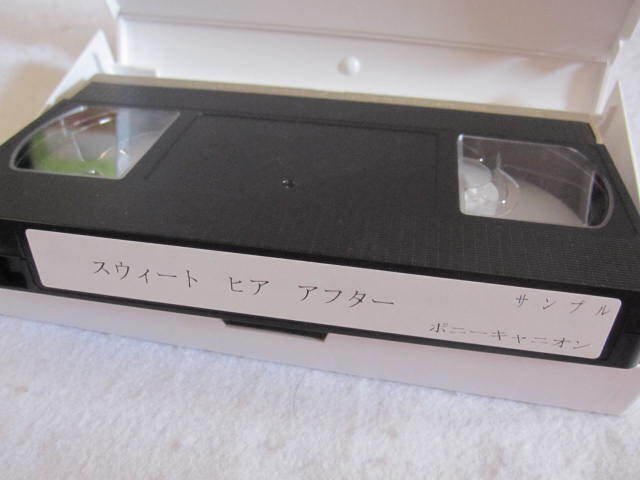 スウィート ヒア アフター
サンプル
ポニーキャニオン